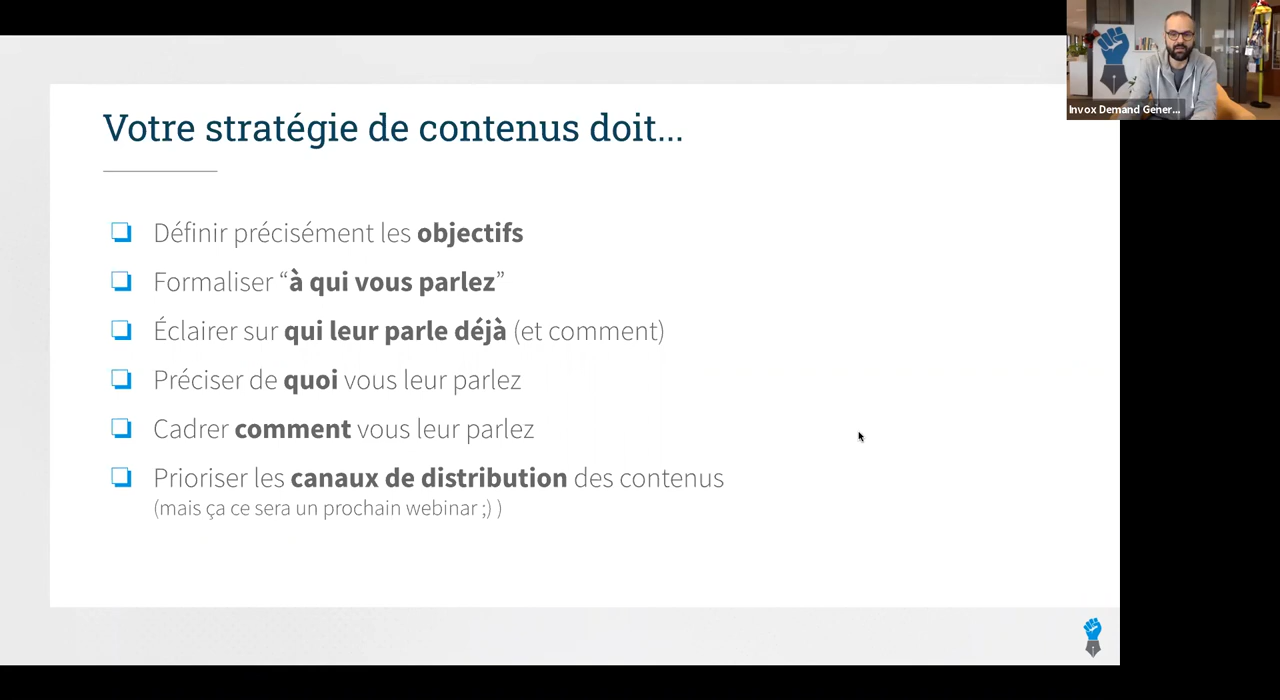 Invox Demand Gener...
Votre stratégie de contenus doit...
Définir précisément les objectifs
Formaliser “à qui vous parlez”
Éclairer sur qui leur parle déjà (et comment)
Préciser de quoi vous leur parlez
Cadrer comment vous leur parlez
Prioriser les canaux de distribution des contenus
(mais ça ce sera un prochain webinar ;) )